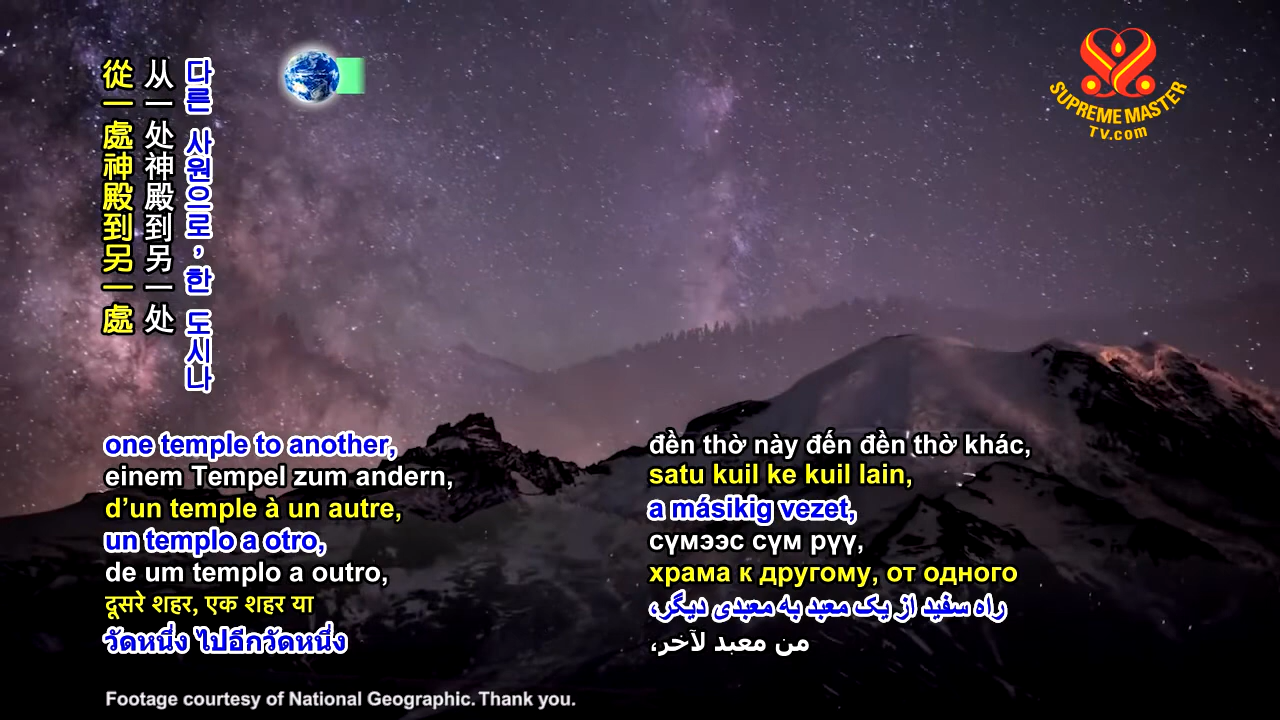 從一處神殿到另一處
从一处神殿到另一处
다른 사원으로, 한 도시나
SUPREME MASTER
TV.com
one temple to another,
einem Tempel zum andern,
d’un temple à un autre,
un templo a otro,
de um templo a outro,
दूसरे शहर, एक शहर या
วัดหนึ่ง ไปอีกวัดหนึ่ง
đền thờ này đến đền thờ khác,
satu kuil ke kuil lain,
a másikig vezet,
сүмээс сүм рүү,
храма к другому, от одного
راه سفید از یک معبد به معبدی دیگر،
من معبد لآخر،
Footage courtesy of National Geographic. Thank you.